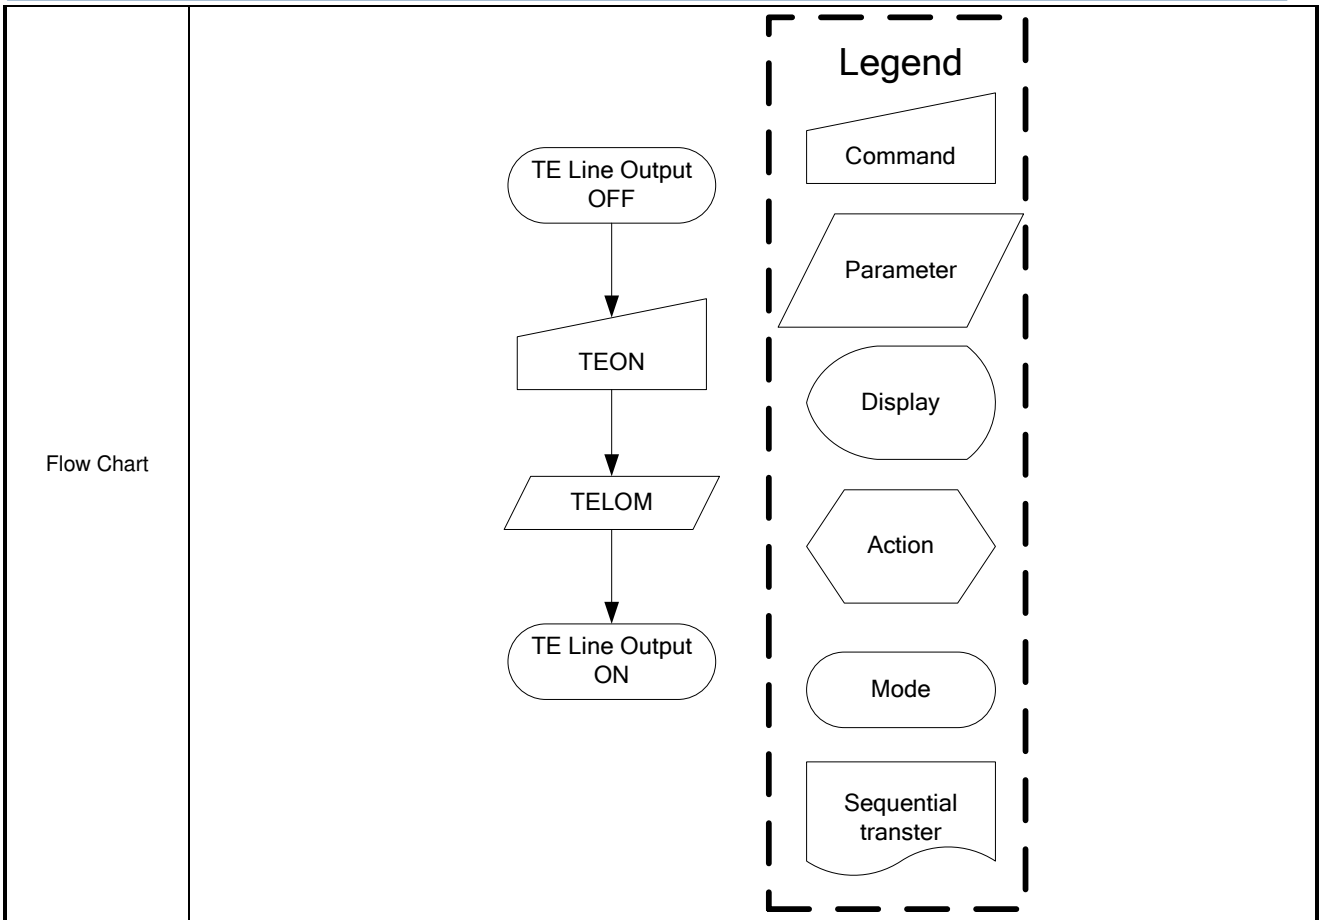 Flow Chart
TE Line Output
OFF
TEON
TELOM
TE Line Output
ON
Legend
Command
Parameter
Display
Action
Mode
Sequential
transter